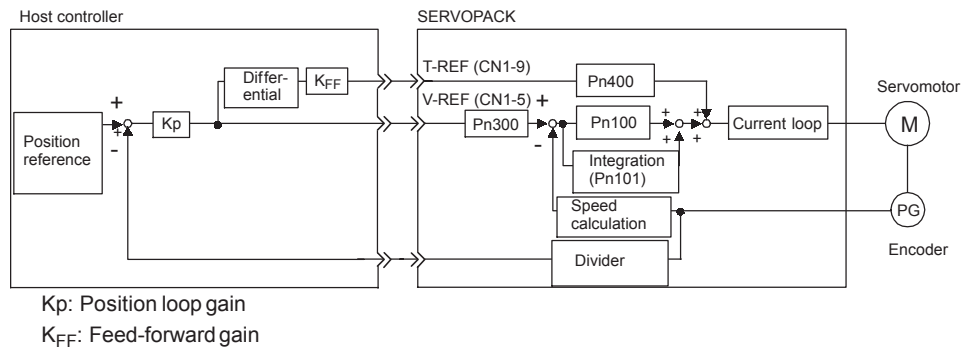 Host controller
SERVOPACK
T-REF (CN1-9)
Differ-
ential
KFF
Pn400
Servomotor
V-REF (CN1-5)
+
+
+
-
Position
reference
Kp
Pn300
+
-
Pn100
+
+
+
+
Current loop
M
Integration
(Pn101)
Speed
calculation
PG
Divider
Encoder
Kp: Position loop gain
KFF: Feed-forward gain